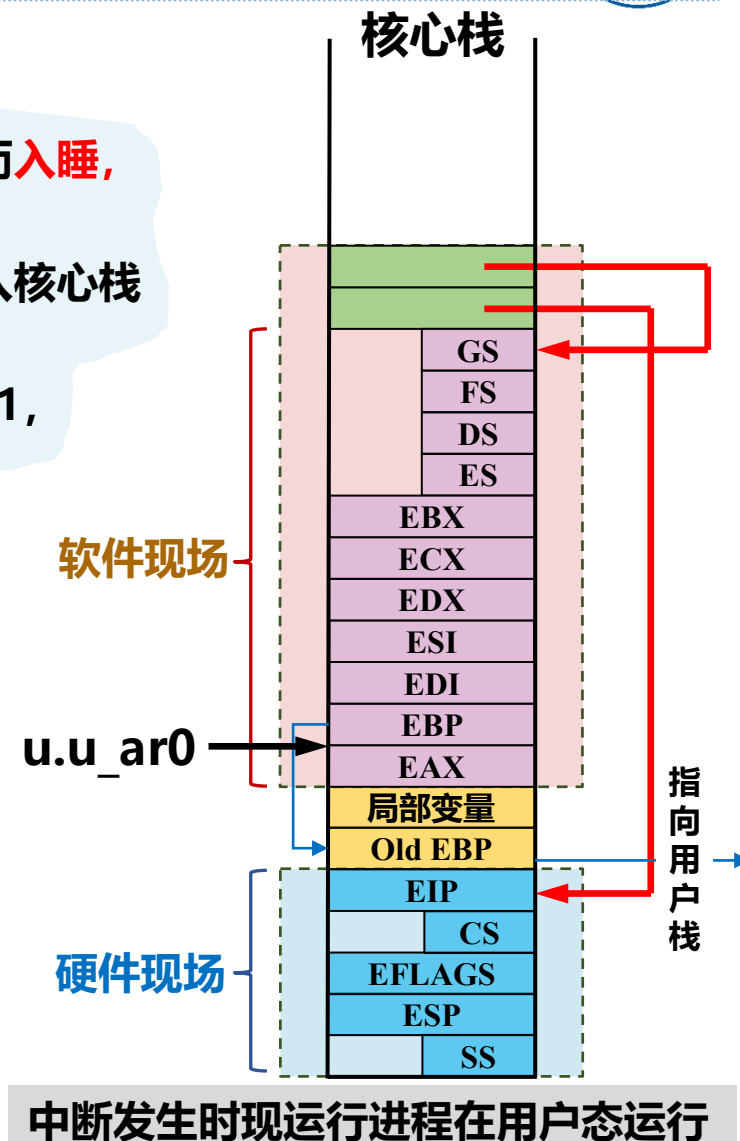 核心栈
而入睡，
入核心栈
1，
GS
FS
DS
ES
EBX
ECX
EDX
ESI
EDI
EBP
EAX
软件现场
u.u_ar0
局部变量
Old EBP
指向用户栈
EIP
CS
EFLAGS
ESP
SS
硬件现场
中断发生时现运行进程在用户态运行